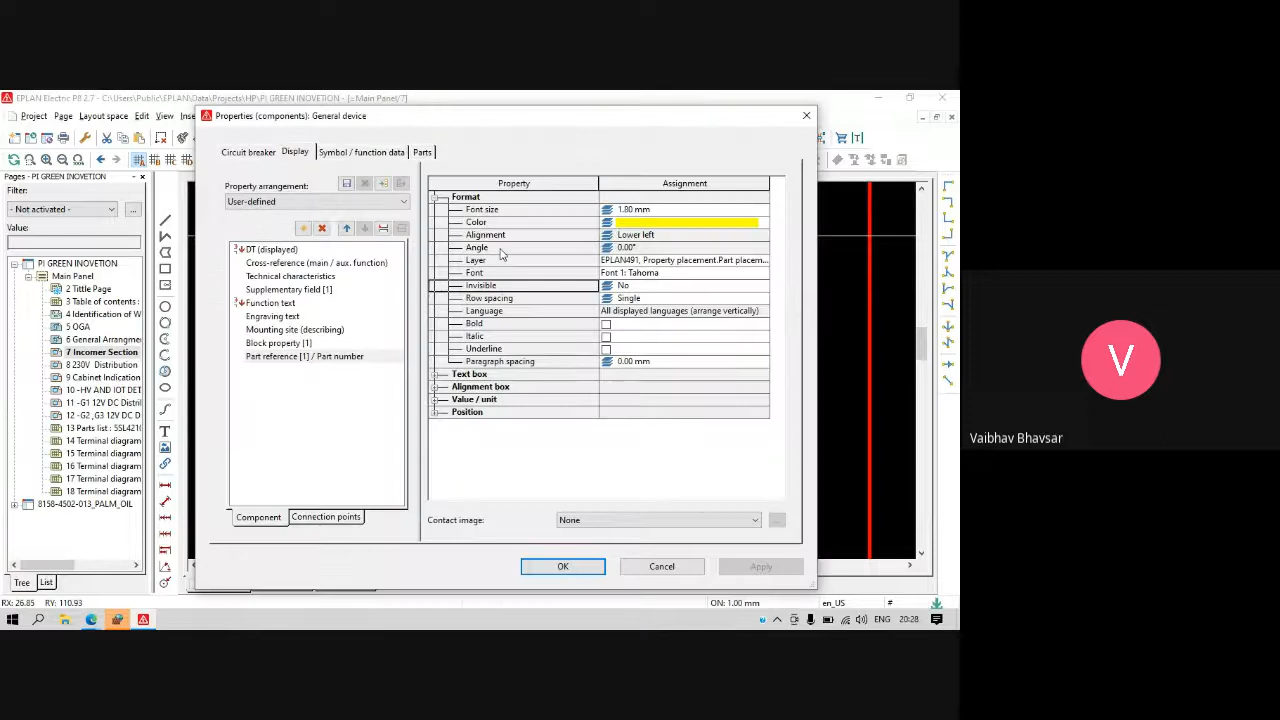 EPLAN Electric P8 2.7 - C:\Users\Public\EPLAN\Data\Projects\HP\PI GREEN INOVETION - [=Main Panel/7]
Project Page Layout space Edit View
Properties (components): General device
Pages - PI GREEN INOVETION
Filter:
- Not activated -
...
Value:
PI GREEN INOVETION
Main Panel
2 Tittle Page
3 Table of contents :
4 Identification of W
5 OGA
6 General Arrangem
7 Incomer Section
8 230V Distribution
9 Cabinet Indication
10 -HV AND IOT DET
11 -G1 12V DC Distri
12 -G2 ,G3 12V DC D
13 Parts list : SSL4210
14 Terminal diagram
15 Terminal diagram
16 Terminal diagram
17 Terminal diagram
18 Terminal diagram
8158-4502-013_PALM_OIL
Tree List
Circuit breaker Display Symbol / function data Parts
Property arrangement:
User-defined
DT (displayed)
Cross-reference (main / aux. function)
Technical characteristics
Supplementary field [1]
Function text
Engraving text
Mounting site (describing)
Block property [1]
Part reference [1] / Part number
Component Connection points
Property Assignment
Format
Font size 1.80 mm
Color
Alignment Lower left
Angle 0.00°
Layer EPLAN491, Property placement.Part placem...
Font Font 1: Tahoma
Invisible No
Row spacing Single
Language All displayed languages (arrange vertically)
Bold
Italic
Underline
Paragraph spacing 0.00 mm
Text box
Alignment box
Value / unit
Position
Contact image: None ...
OK Cancel Apply
RX: 26.85 RY: 110.93
ON: 1.00 mm en_US #
ENG 20:28
V
Vaibhav Bhavsar